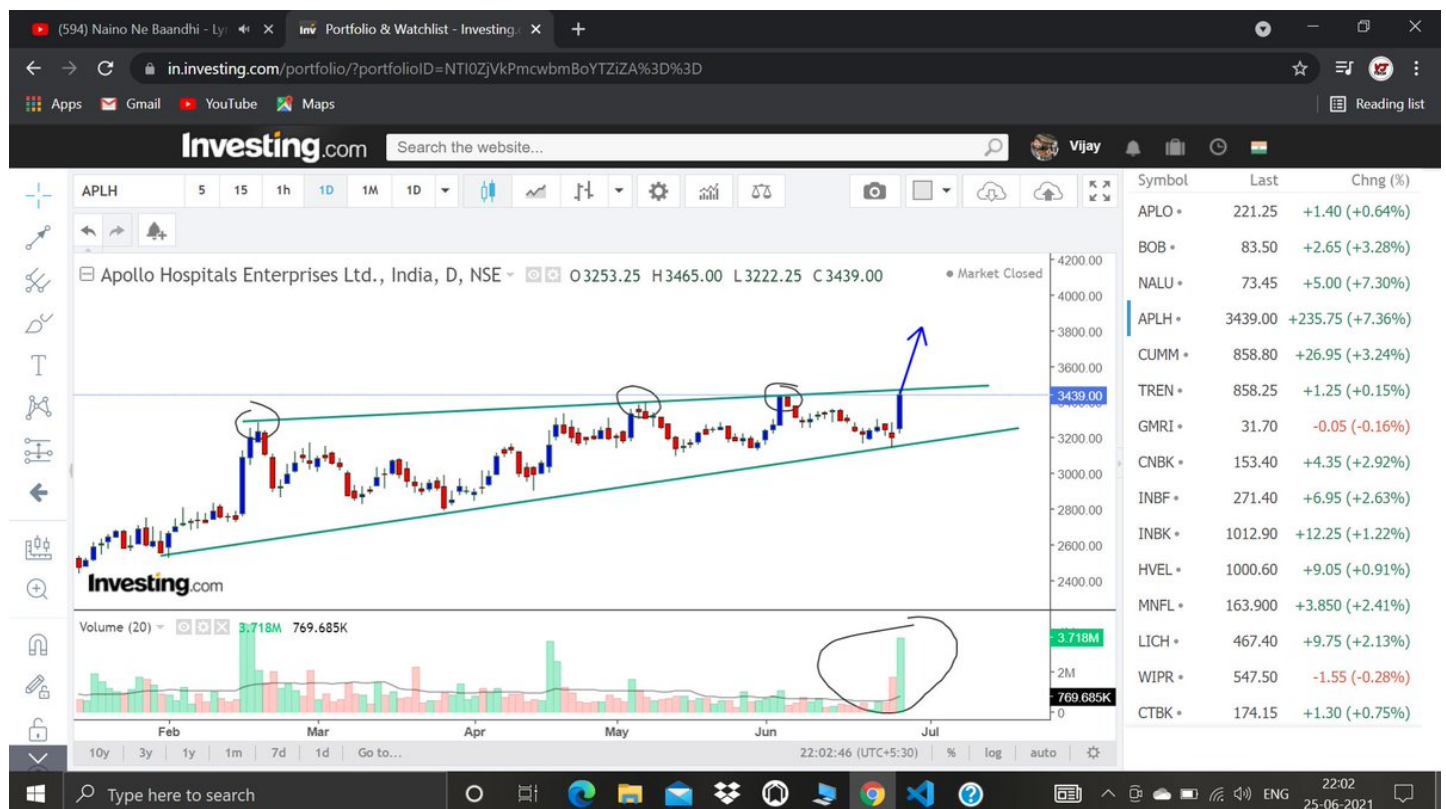 (594) Naino Ne Baandhi - Ly
Portfolio & Watchlist - Investing.
in.investing.com/portfolio/?portfolioID=NTI0ZjVkPmcwbmBoYTZiZA%3D%3D
Apps Gmail YouTube Maps Reading list
Investing.com Search the website... Vijay
APLH 5 15 1h 1D 1M 1D
Symbol Last Chng (%)
APLO 221.25 +1.40 (+0.64%)
BOB 83.50 +2.65 (+3.28%)
NALU 73.45 +5.00 (+7.30%)
APLH 3439.00 +235.75 (+7.36%)
CUMM 858.80 +26.95 (+3.24%)
TREN 858.25 +1.25 (+0.15%)
GMRI 31.70 -0.05 (-0.16%)
CNBK 153.40 +4.35 (+2.92%)
INBF 271.40 +6.95 (+2.63%)
INBK 1012.90 +12.25 (+1.22%)
HVEL 1000.60 +9.05 (+0.91%)
MNFL 163.900 +3.850 (+2.41%)
LICH 467.40 +9.75 (+2.13%)
WIPR 547.50 -1.55 (-0.28%)
CTBK 174.15 +1.30 (+0.75%)
Apollo Hospitals Enterprises Ltd., India, D, NSE O3253.25 H3465.00 L3222.25 C3439.00 Market Closed
4200.00
4000.00
3800.00
3600.00
3439.00
3200.00
3000.00
2800.00
2600.00
2400.00
Investing.com
Volume (20) 3.718M 769.685K
3.718M
2M
769.685K
0
Feb Mar Apr May Jun Jul
10y 3y 1y 1m 7d 1d Go to... 22:02:46 (UTC+5:30) % log auto
Type here to search ENG
22:02
25-06-2021